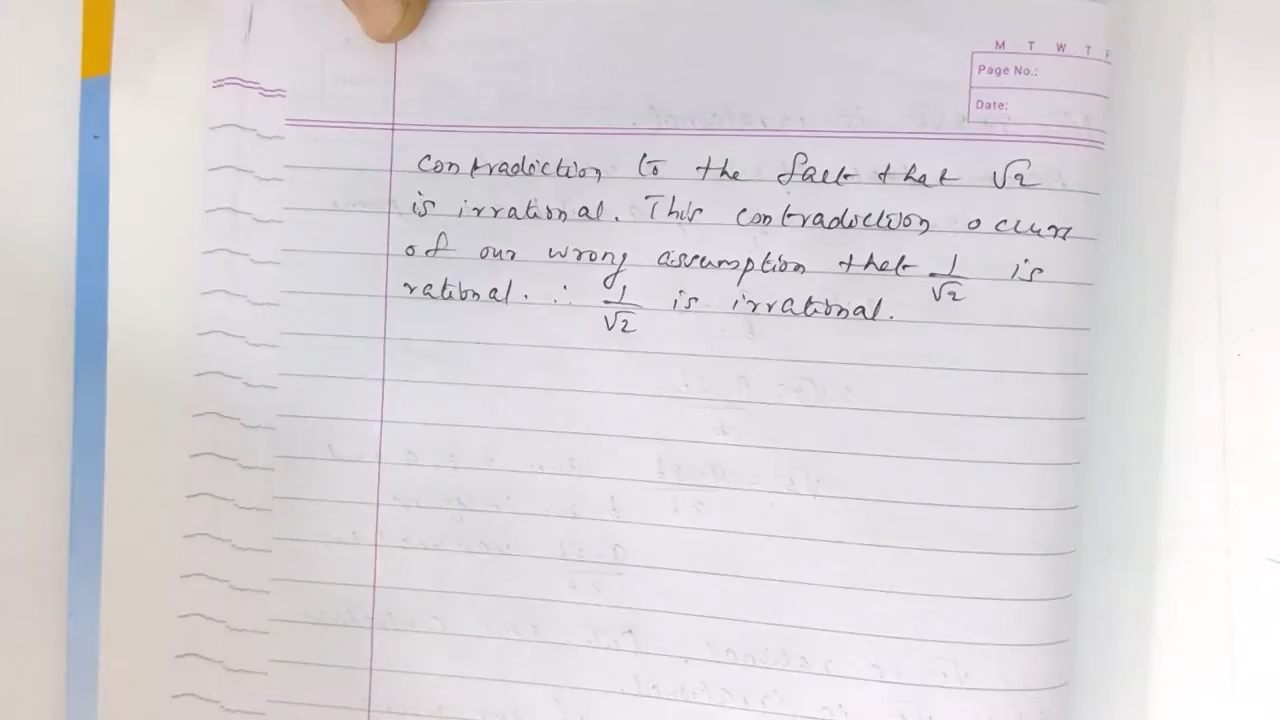 M T W T F
Page No.:
Date:
contradiction to the fact that √2
is irrational. This contradiction occurs
of our wrong assumption that 1/√2 is
rational. ∴ 1/√2 is irrational.